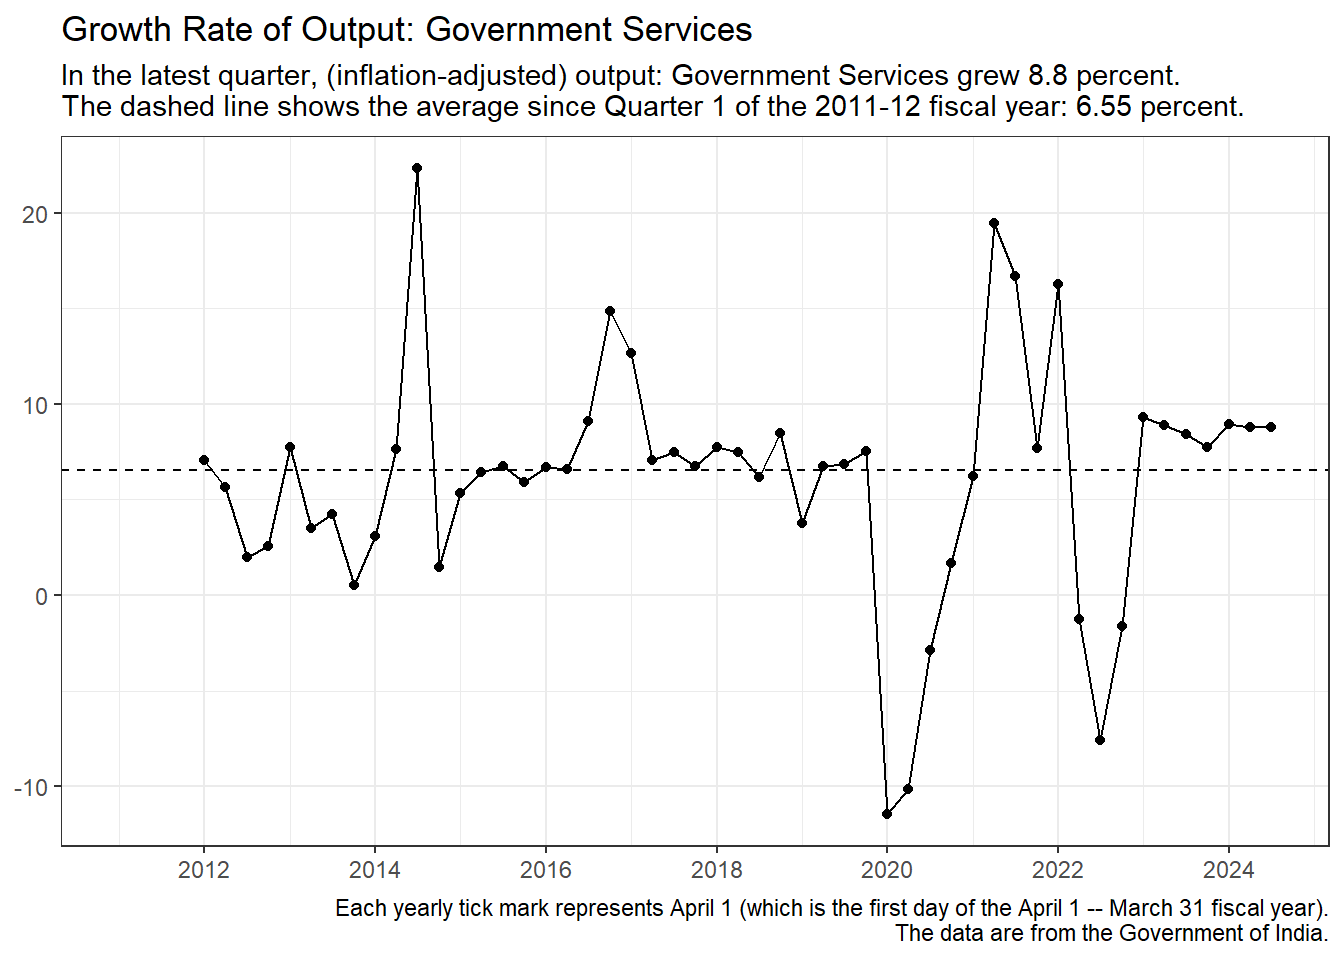 Growth Rate of Output: Government Services
In the latest quarter, (inflation-adjusted) output: Government Services grew 8.8 percent.
The dashed line shows the average since Quarter 1 of the 2011-12 fiscal year: 6.55 percent.
20
10
0
-10
2012 2014 2016 2018 2020 2022 2024
Each yearly tick mark represents April 1 (which is the first day of the April 1 -- March 31 fiscal year).
The data are from the Government of India.